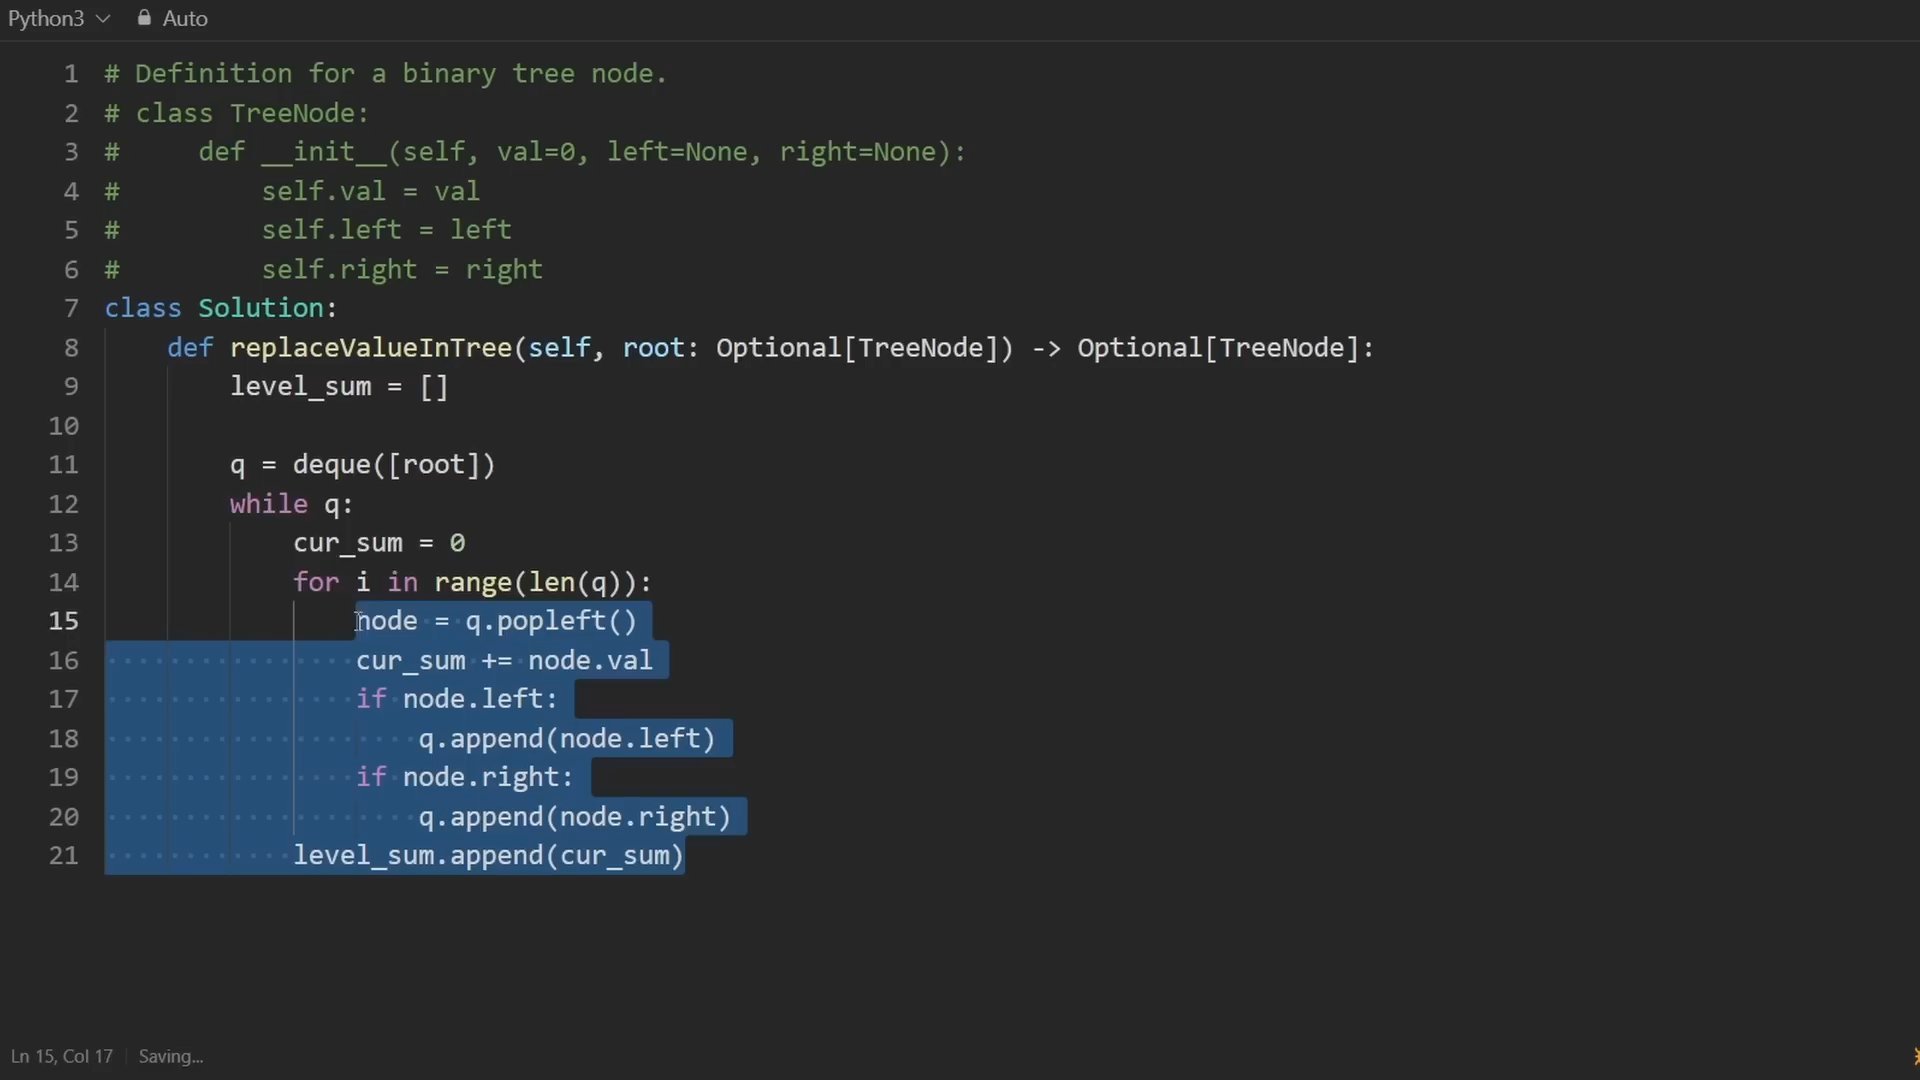 Python3 Auto
1 # Definition for a binary tree node.
2 # class TreeNode:
3 #     def __init__(self, val=0, left=None, right=None):
4 #         self.val = val
5 #         self.left = left
6 #         self.right = right
7 class Solution:
8     def replaceValueInTree(self, root: Optional[TreeNode]) -> Optional[TreeNode]:
9         level_sum = []
10
11         q = deque([root])
12         while q:
13             cur_sum = 0
14             for i in range(len(q)):
15                 node = q.popleft()
16                 cur_sum += node.val
17                 if node.left:
18                     q.append(node.left)
19                 if node.right:
20                     q.append(node.right)
21             level_sum.append(cur_sum)
Ln 15, Col 17 Saving...